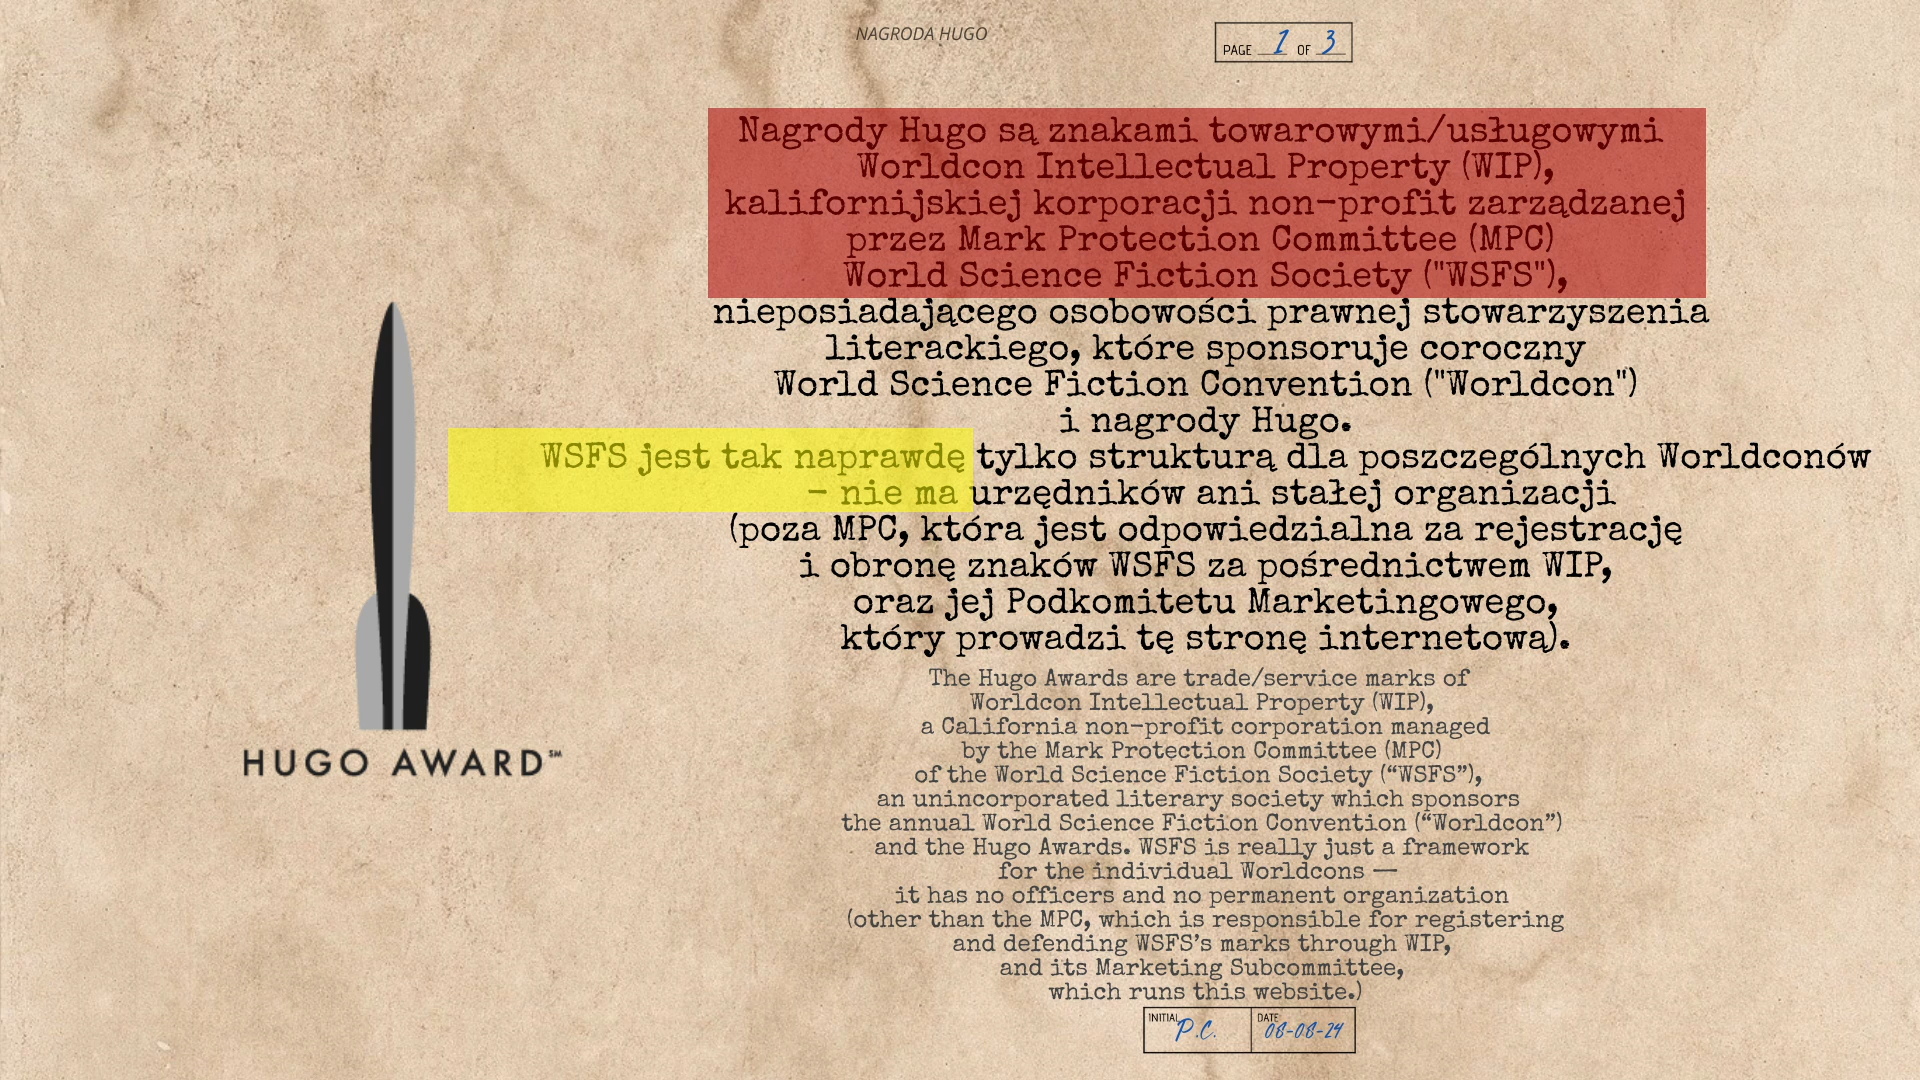 NAGRODA HUGO
PAGE 1 OF 3
Nagrody Hugo są znakami towarowymi/usługowymi
Worldcon Intellectual Property (WIP),
kalifornijskiej korporacji non-profit zarządzanej
przez Mark Protection Committee (MPC)
World Science Fiction Society ("WSFS"),
nieposiadającego osobowości prawnej stowarzyszenia
literackiego, które sponsoruje coroczny
World Science Fiction Convention ("Worldcon")
i nagrody Hugo.
WSFS jest tak naprawdę tylko strukturą dla poszczególnych Worldconów
– nie ma urzędników ani stałej organizacji
(poza MPC, która jest odpowiedzialna za rejestrację
i obronę znaków WSFS za pośrednictwem WIP,
oraz jej Podkomitetu Marketingowego,
który prowadzi tę stronę internetową).
HUGO AWARD℠
The Hugo Awards are trade/service marks of
Worldcon Intellectual Property (WIP),
a California non-profit corporation managed
by the Mark Protection Committee (MPC)
of the World Science Fiction Society (“WSFS”),
an unincorporated literary society which sponsors
the annual World Science Fiction Convention (“Worldcon”)
and the Hugo Awards. WSFS is really just a framework
for the individual Worldcons —
it has no officers and no permanent organization
(other than the MPC, which is responsible for registering
and defending WSFS’s marks through WIP,
and its Marketing Subcommittee,
which runs this website.)
INITIAL P.C. DATE 08-08-24